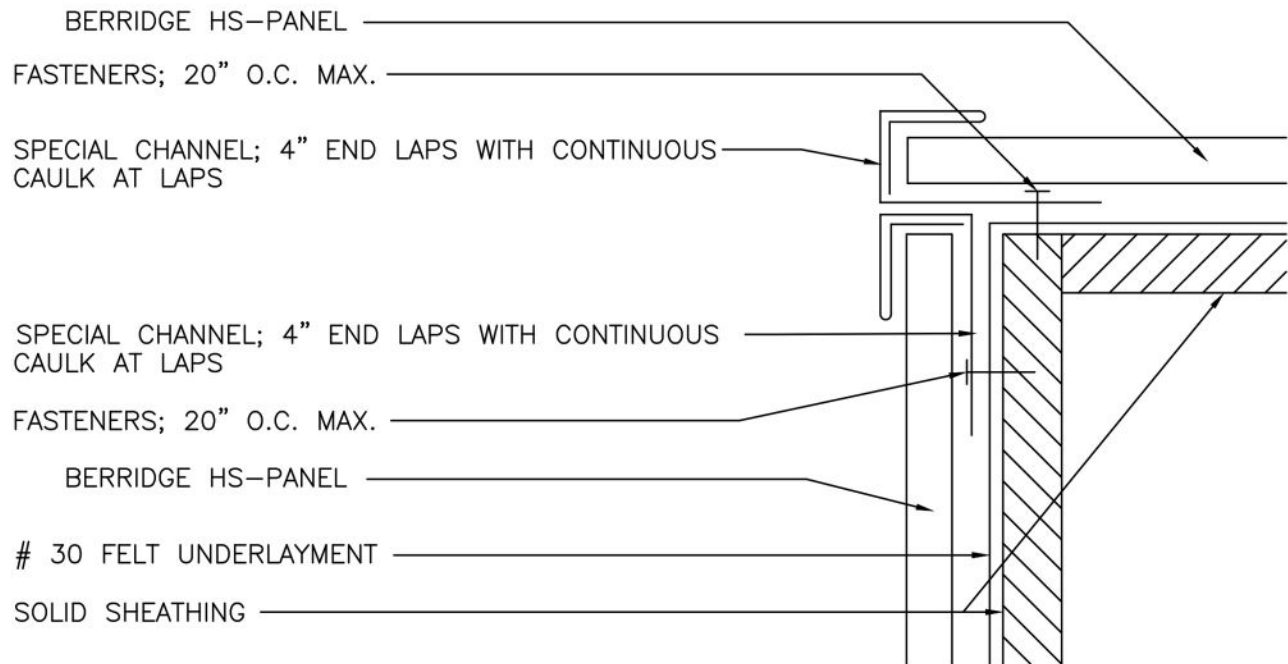 BERRIDGE HS-PANEL
FASTENERS; 20" O.C. MAX.
SPECIAL CHANNEL; 4" END LAPS WITH CONTINUOUS
CAULK AT LAPS
SPECIAL CHANNEL; 4" END LAPS WITH CONTINUOUS
CAULK AT LAPS
FASTENERS; 20" O.C. MAX.
BERRIDGE HS-PANEL
# 30 FELT UNDERLAYMENT
SOLID SHEATHING